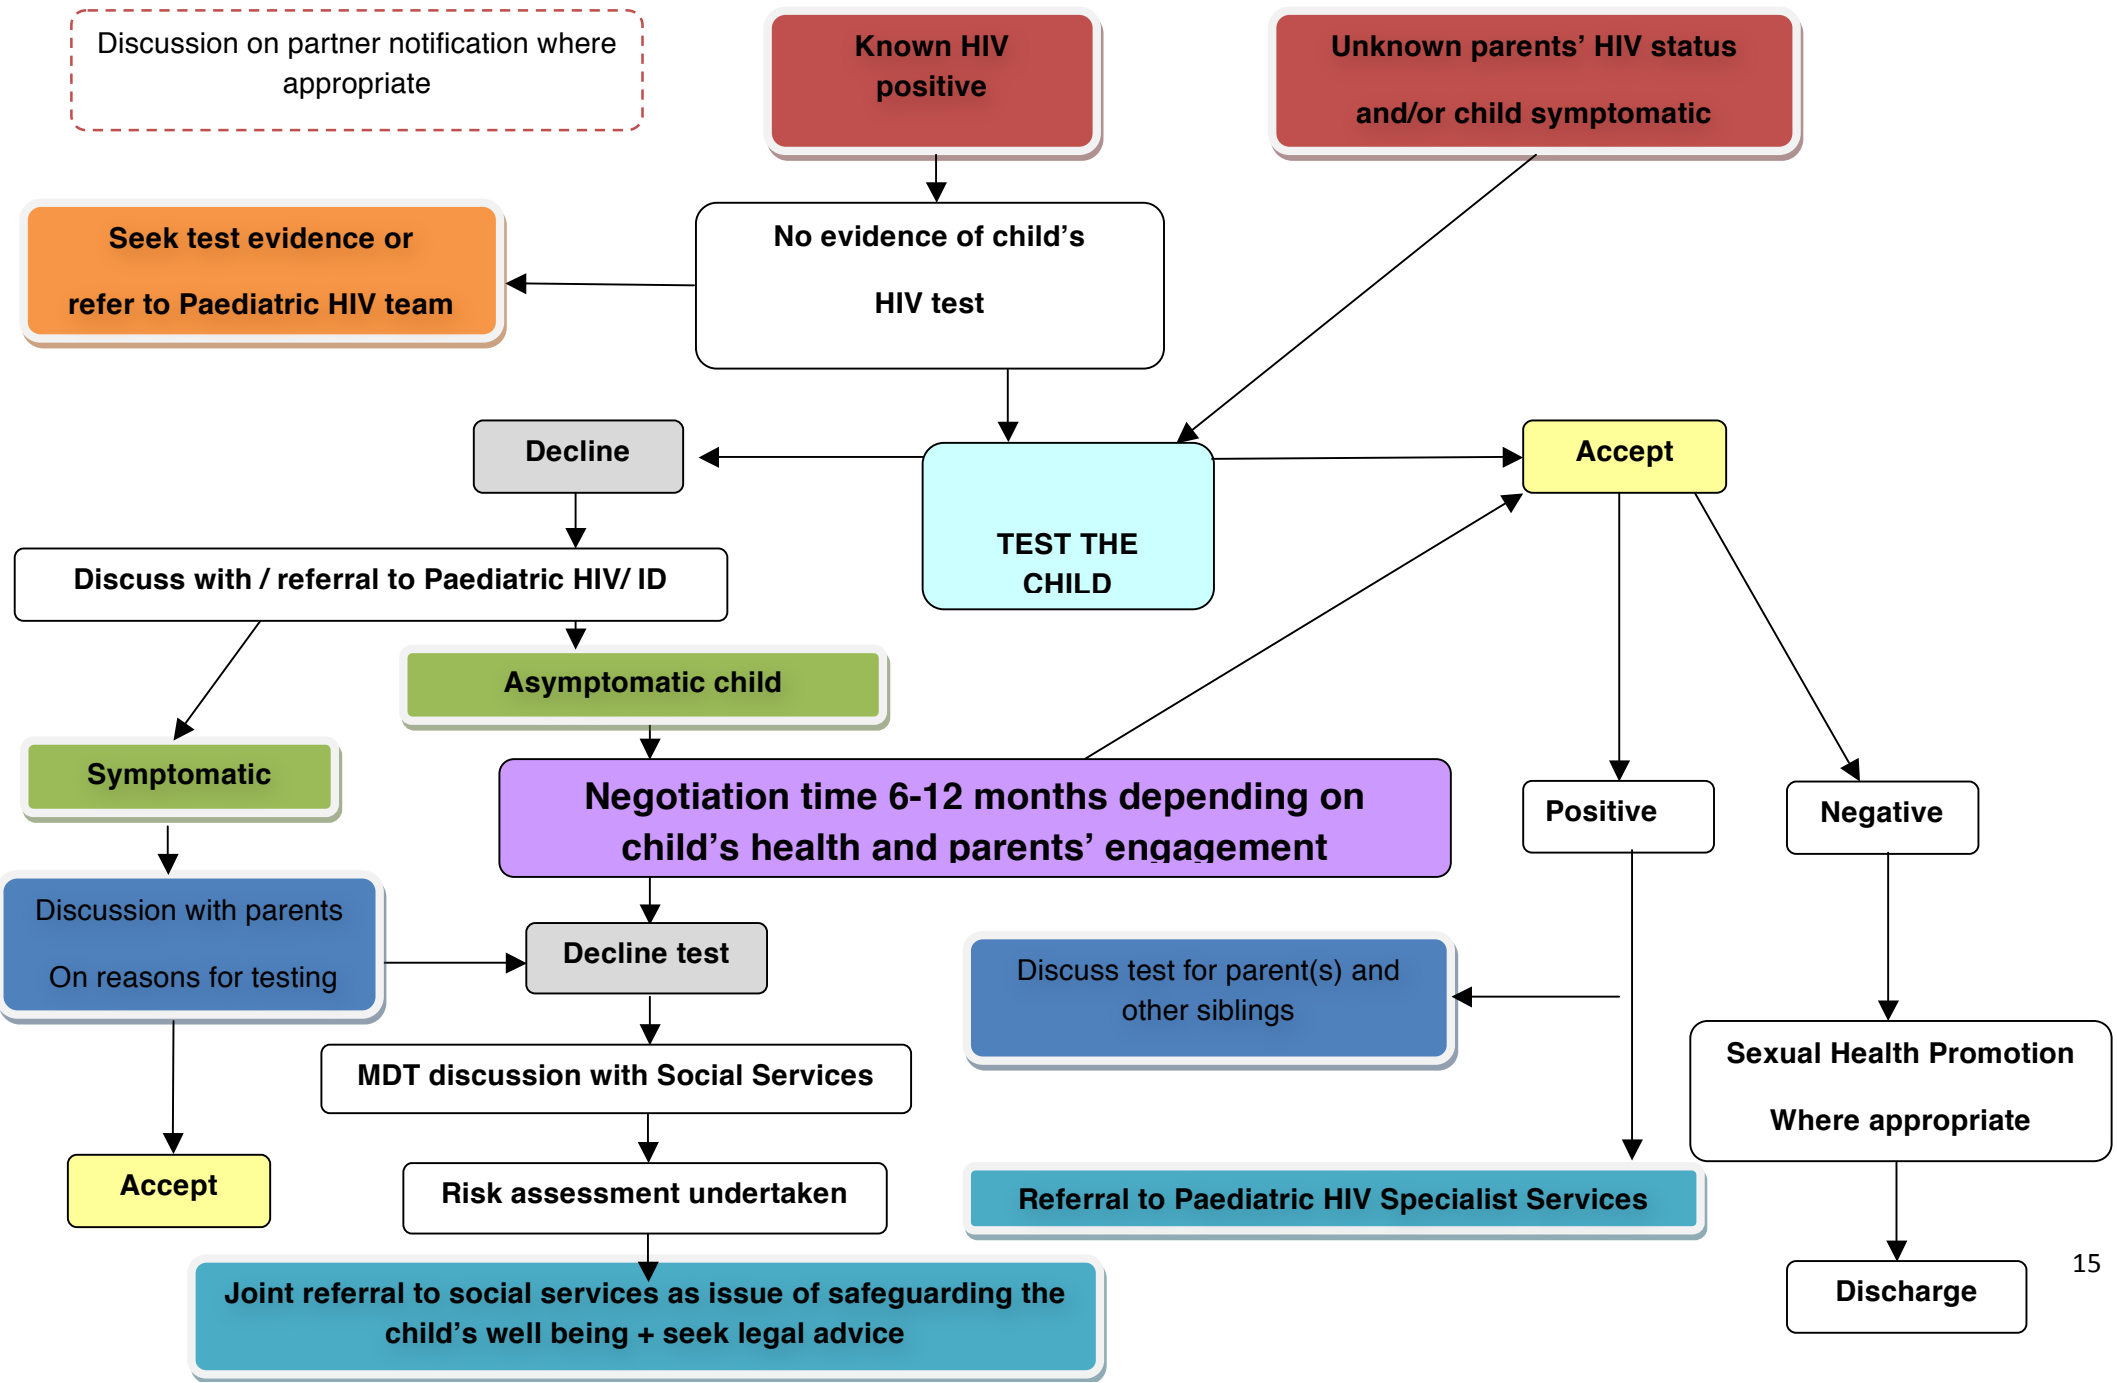 Discussion on partner notification where
appropriate
Known HIV
positive
Unknown parents’ HIV status
and/or child symptomatic
Seek test evidence or
refer to Paediatric HIV team
No evidence of child’s
HIV test
Decline
TEST THE
CHILD
Accept
Discuss with / referral to Paediatric HIV/ ID
Asymptomatic child
Symptomatic
Negotiation time 6-12 months depending on
child’s health and parents’ engagement
Positive
Negative
Discussion with parents
On reasons for testing
Decline test
Discuss test for parent(s) and
other siblings
MDT discussion with Social Services
Sexual Health Promotion
Where appropriate
Accept
Risk assessment undertaken
Referral to Paediatric HIV Specialist Services
Joint referral to social services as issue of safeguarding the
child’s well being + seek legal advice
Discharge
15